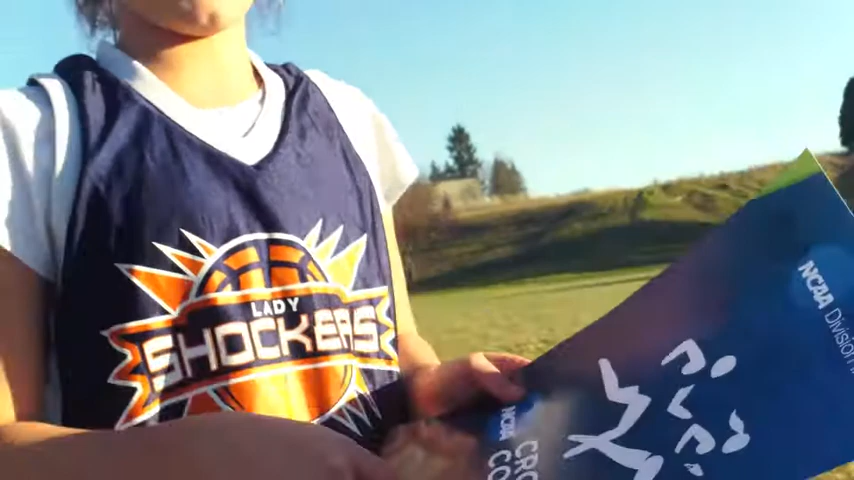 LADY
SHOCKERS
NCAA Division
NCAA
CRO
CO